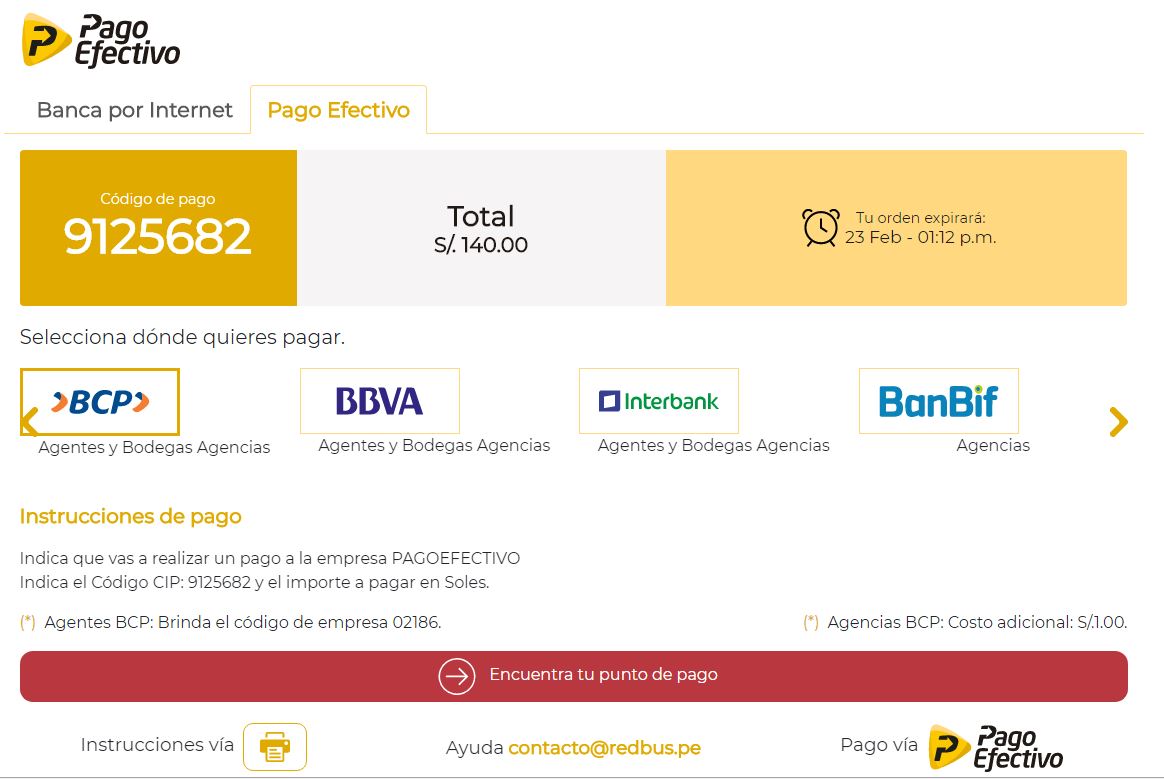 Pago
Efectivo
Banca por Internet
Pago Efectivo
Código de pago
9125682
Total
S/. 140.00
Tu orden expirará:
23 Feb - 01:12 p.m.
Selecciona dónde quieres pagar.
BCP
BBVA
Interbank
BanBif
Agentes y Bodegas Agencias
Agentes y Bodegas Agencias
Agentes y Bodegas Agencias
Agencias
Instrucciones de pago
Indica que vas a realizar un pago a la empresa PAGOEFECTIVO
Indica el Código CIP: 9125682 y el importe a pagar en Soles.
(*) Agentes BCP: Brinda el código de empresa 02186.
(*) Agencias BCP: Costo adicional: S/.1.00.
Encuentra tu punto de pago
Instrucciones vía
Ayuda contacto@redbus.pe
Pago vía
Pago
Efectivo